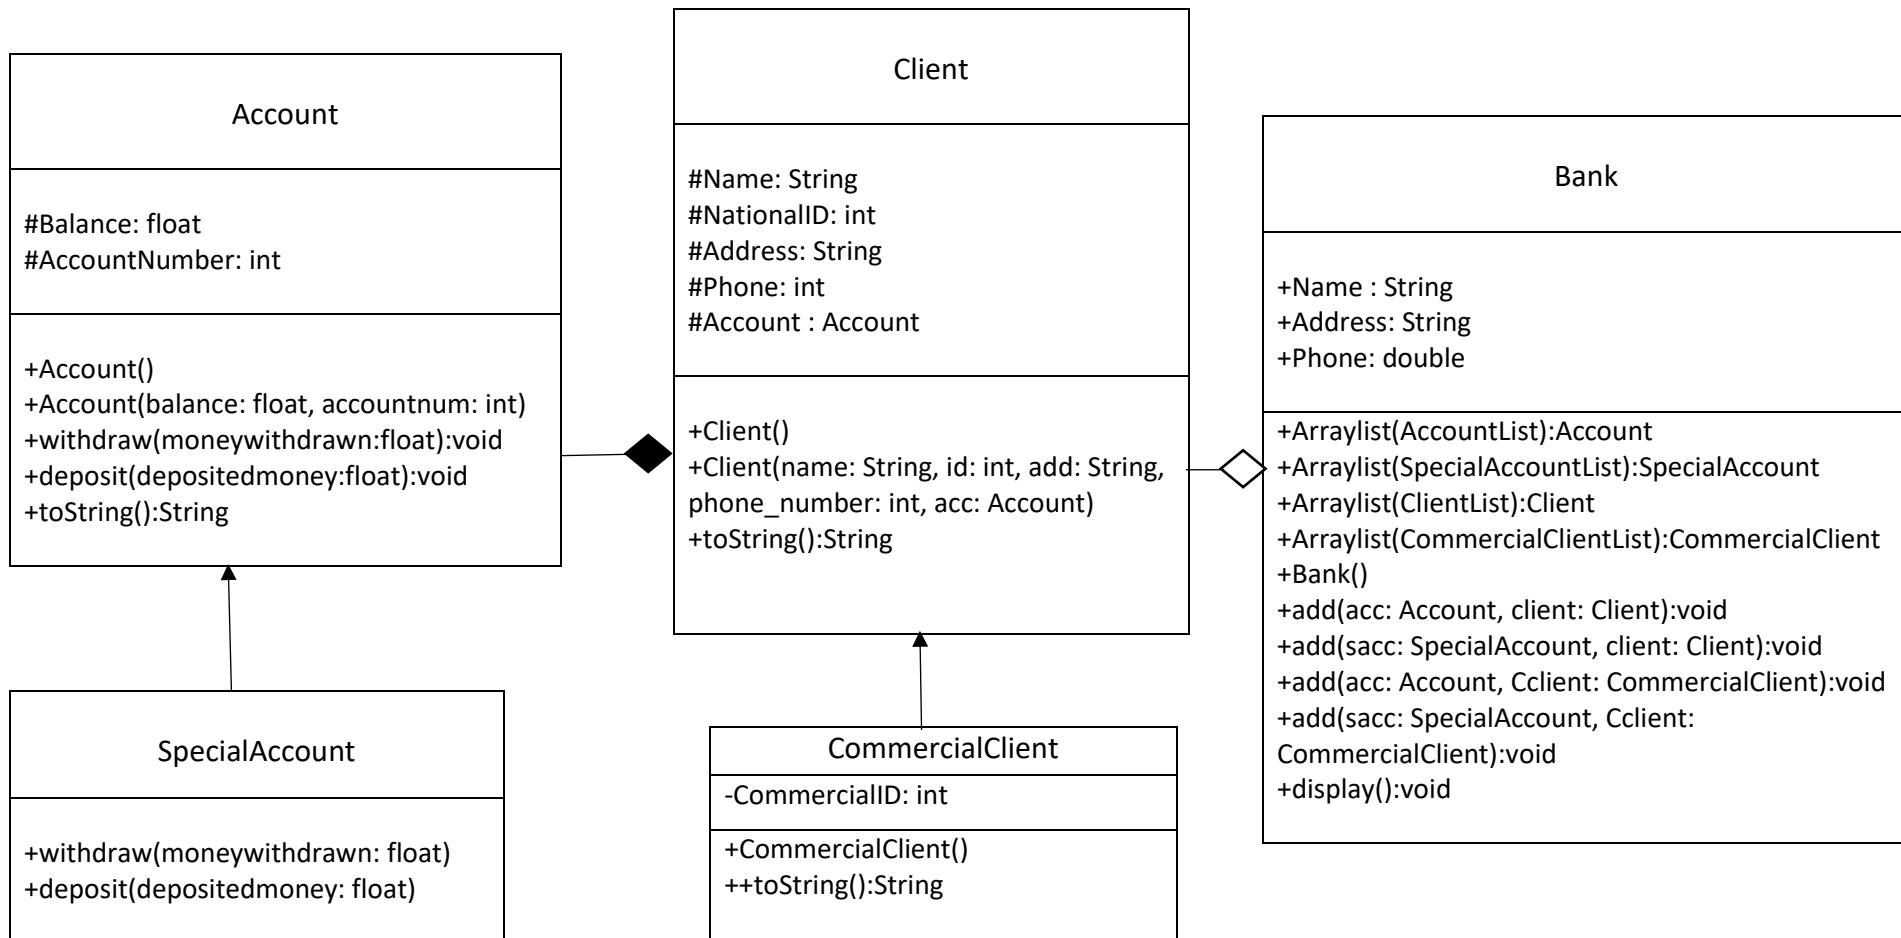 Account
#Balance: float
#AccountNumber: int
+Account()
+Account(balance: float, accountnum: int)
+withdraw(moneywithdrawn:float):void
+deposit(depositedmoney:float):void
+toString():String
SpecialAccount
+withdraw(moneywithdrawn: float)
+deposit(depositedmoney: float)
Client
#Name: String
#NationalID: int
#Address: String
#Phone: int
#Account : Account
+Client()
+Client(name: String, id: int, add: String,
phone_number: int, acc: Account)
+toString():String
CommercialClient
-CommercialID: int
+CommercialClient()
++toString():String
Bank
+Name : String
+Address: String
+Phone: double
+Arraylist(AccountList):Account
+Arraylist(SpecialAccountList):SpecialAccount
+Arraylist(ClientList):Client
+Arraylist(CommercialClientList):CommercialClient
+Bank()
+add(acc: Account, client: Client):void
+add(sacc: SpecialAccount, client: Client):void
+add(acc: Account, Cclient: CommercialClient):void
+add(sacc: SpecialAccount, Cclient:
CommercialClient):void
+display():void